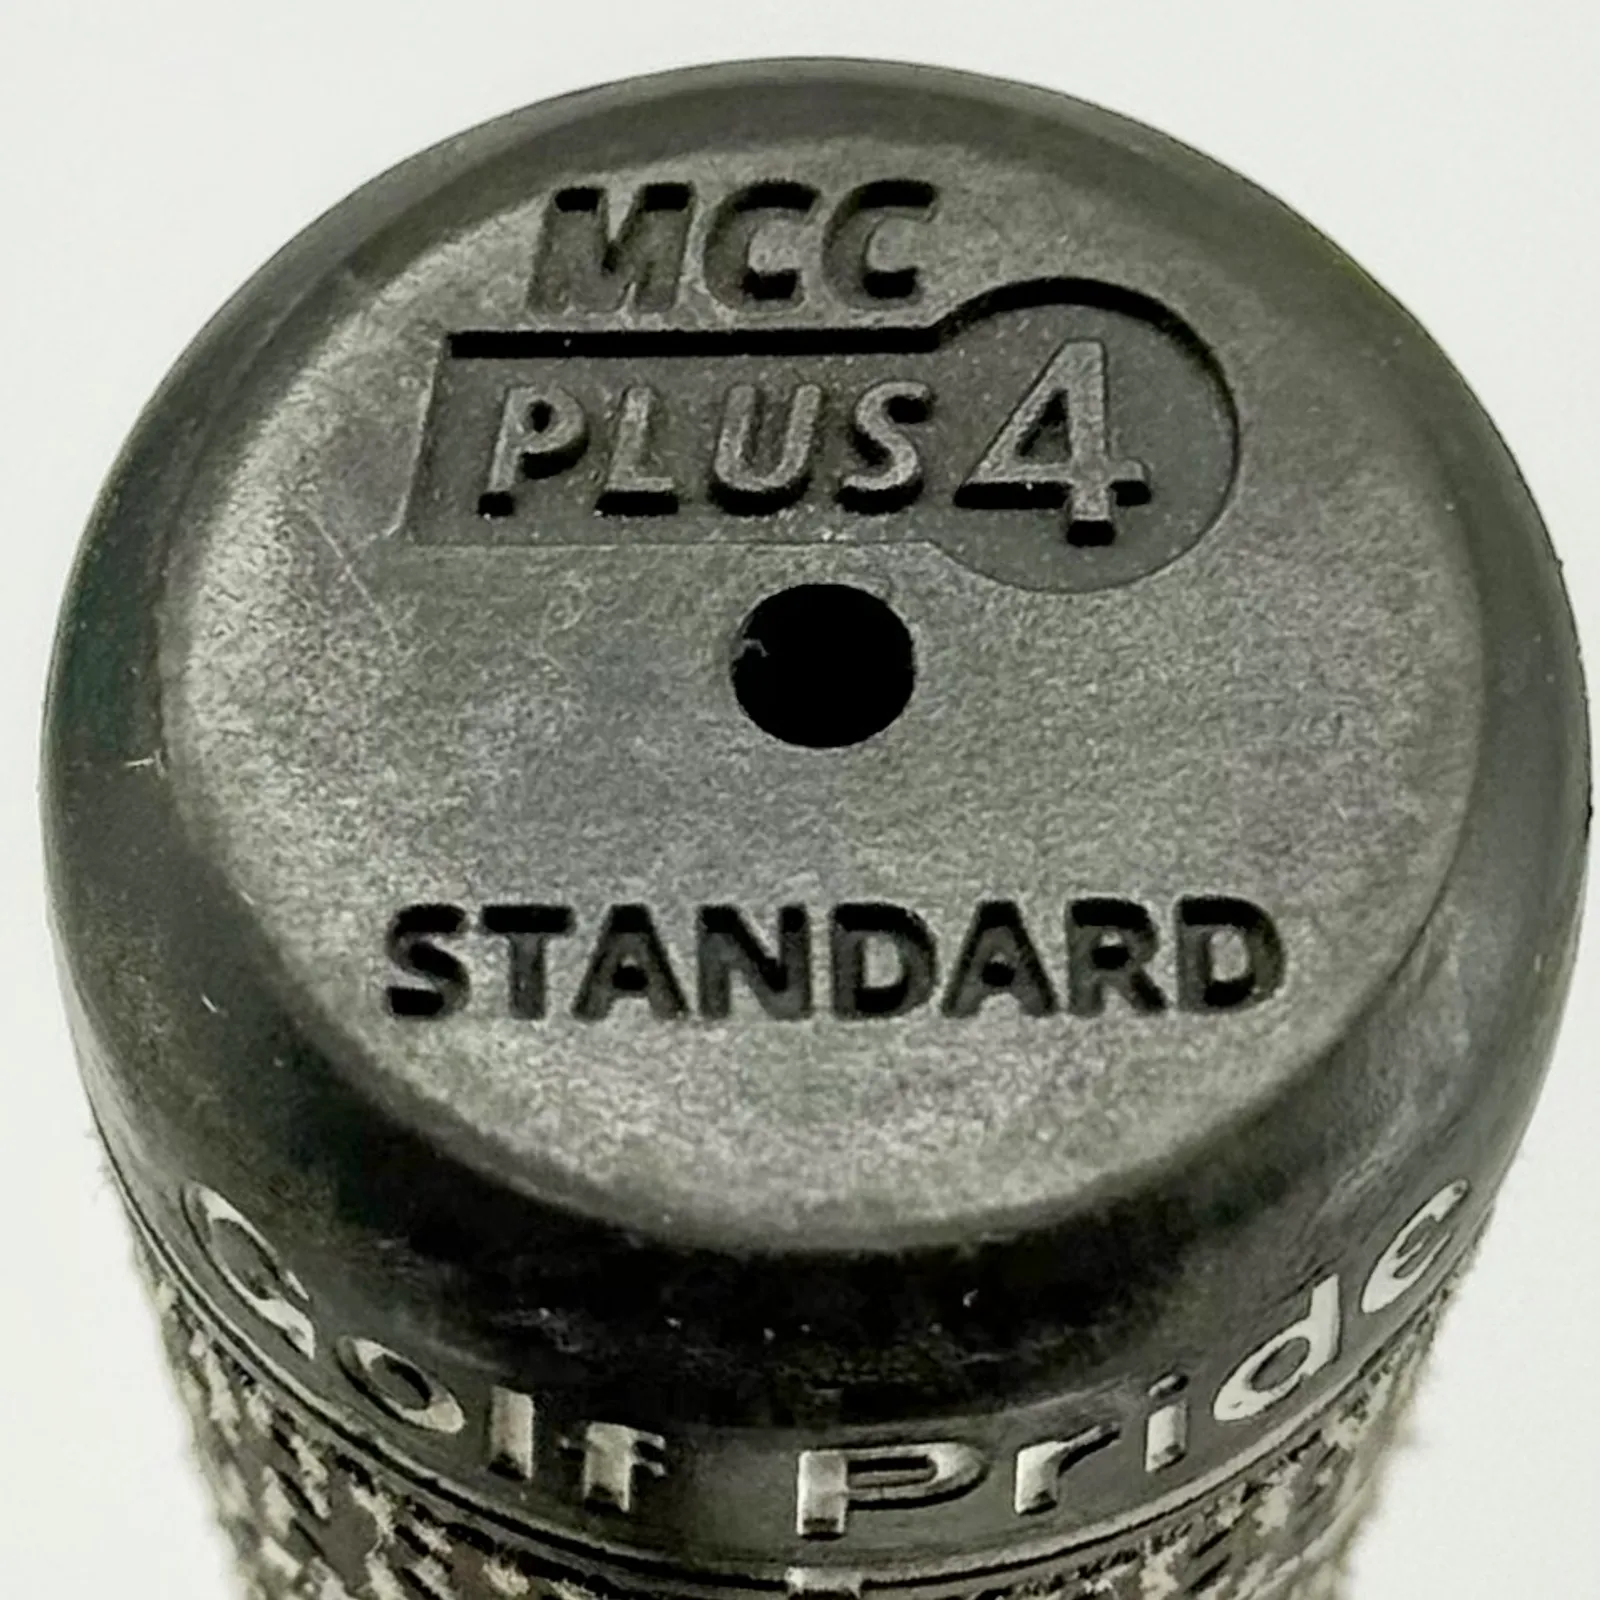 MCC
PLUS4
STANDARD
Golf Pride